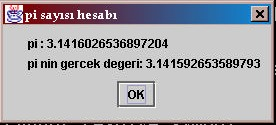 pi sayısı hesabı
pi : 3.1416026536897204
pi nin gercek degeri: 3.141592653589793
OK